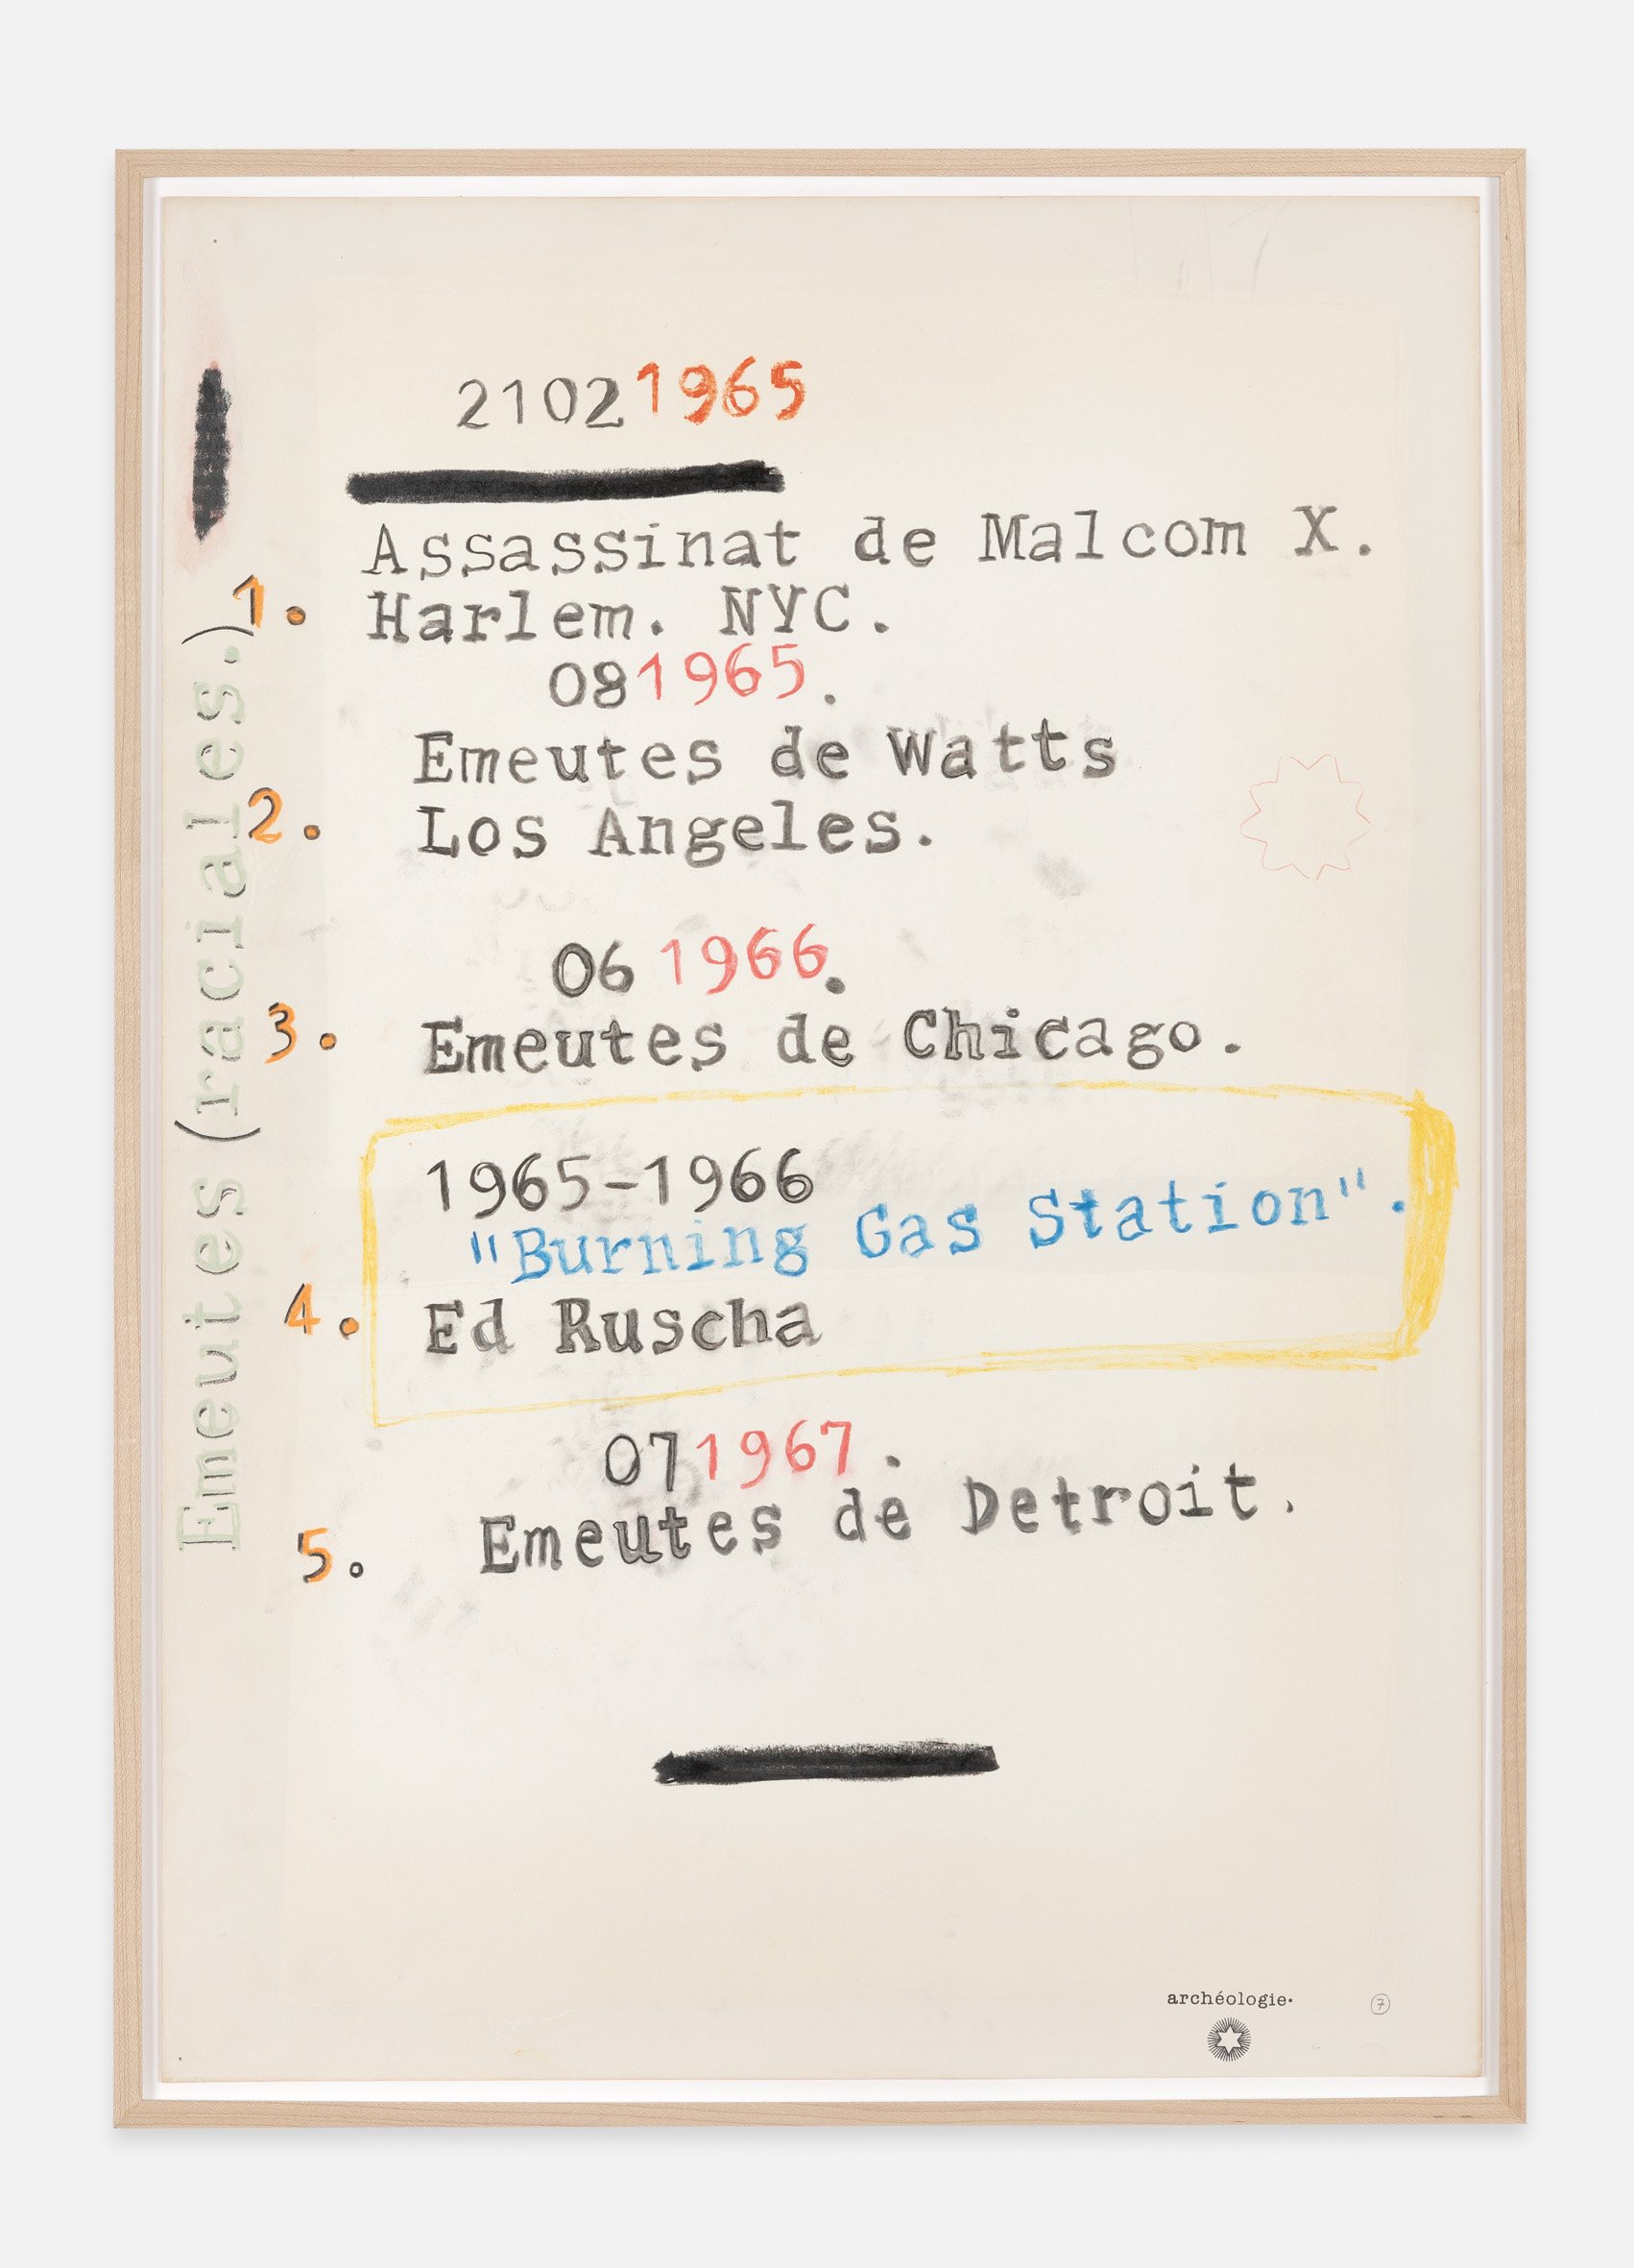 21021965
Assassinat de Malcom X.
1. Harlem. NYC.
081965.
Emeutes de Watts
2. Los Angeles.
06 1966.
3. Emeutes de Chicago.
1965-1966
"Burning Gas Station".
4. Ed Ruscha
071967.
5. Emeutes de Detroit.
Emeutes (raciales.)
archéologie.
7